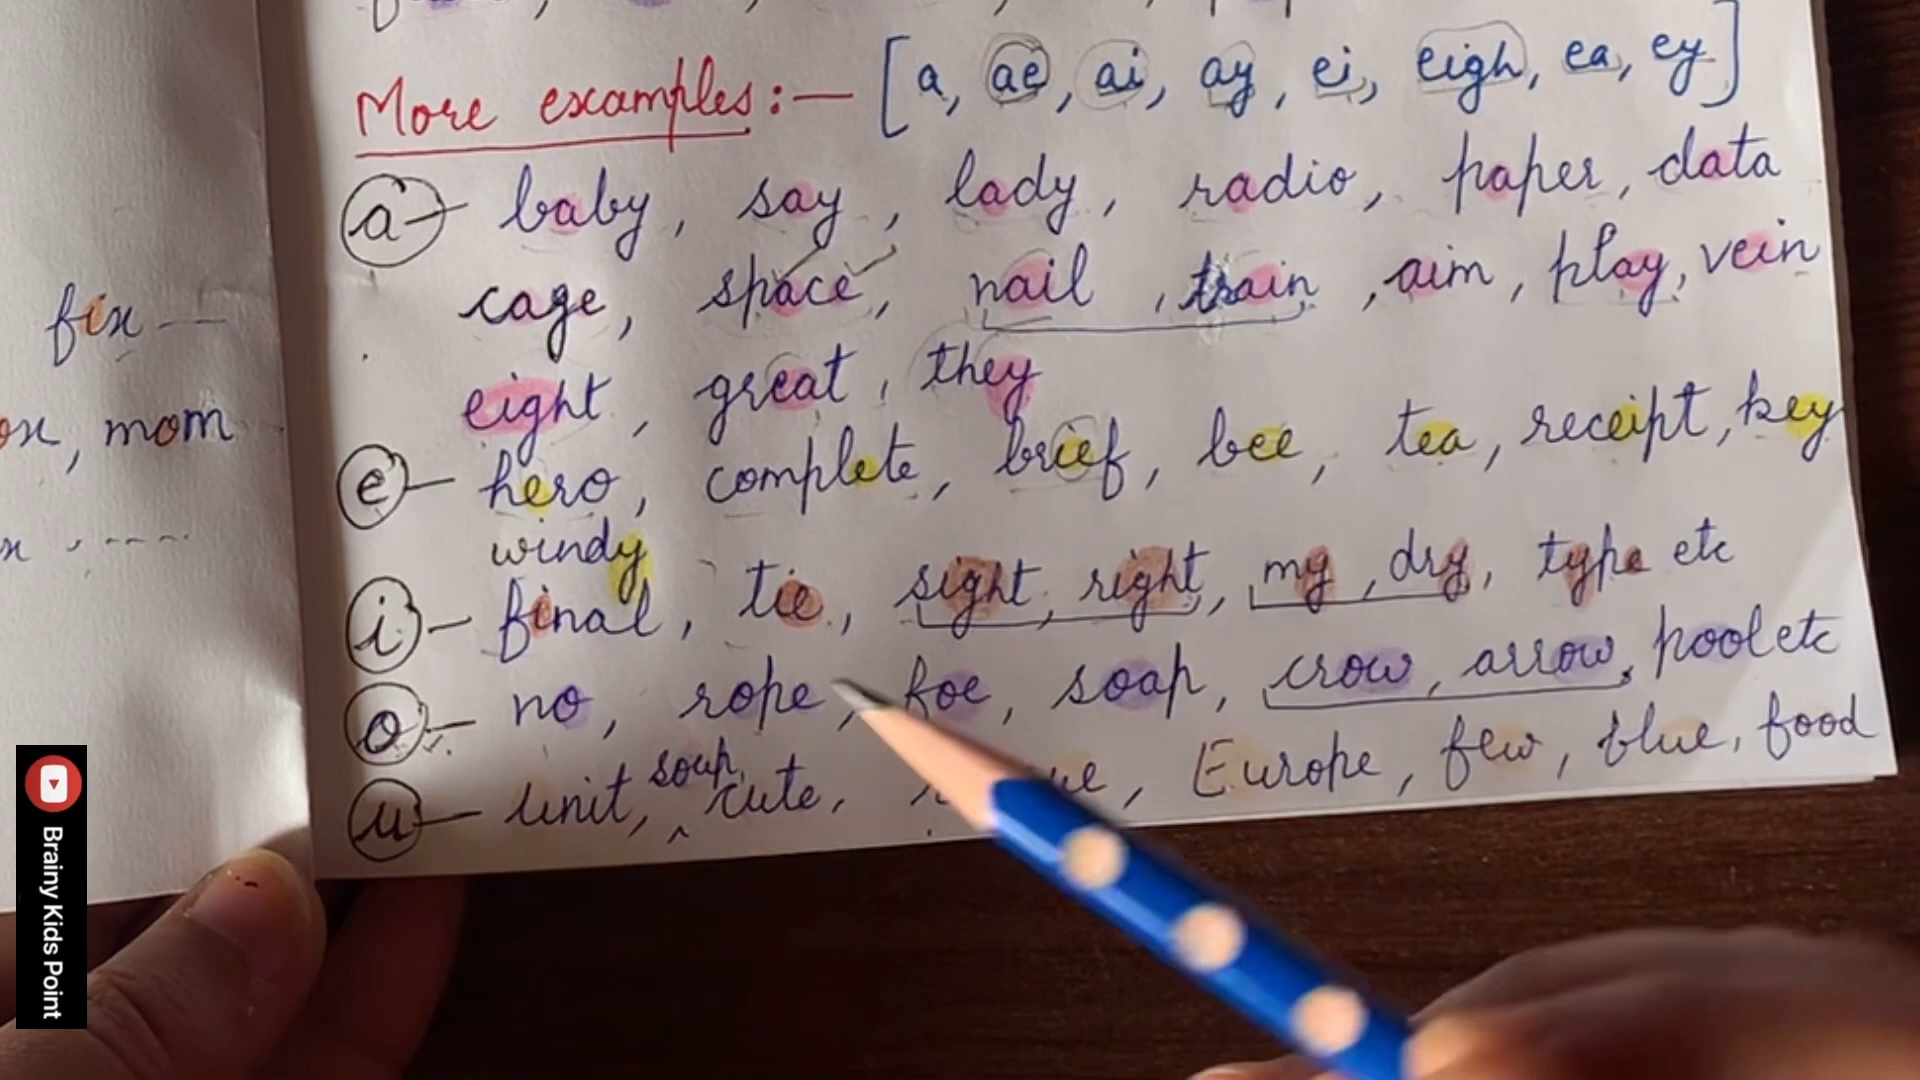 More examples :- [a, ae, ai, ay, ei, eigh, ea, ey]
a - baby, say, lady, radio, paper, data
cage, space, nail, train, aim, play, vein
eight, great, they
e - hero, complete, brief, bee, tea, receipt, key
windy
i - final, tie, sight, right, my, dry, type etc
o - no, rope, foe, soap, crow, arrow, pool etc
u - unit, soup, cute, Europe, few, blue, food
fix
mom
Brainy Kids Point